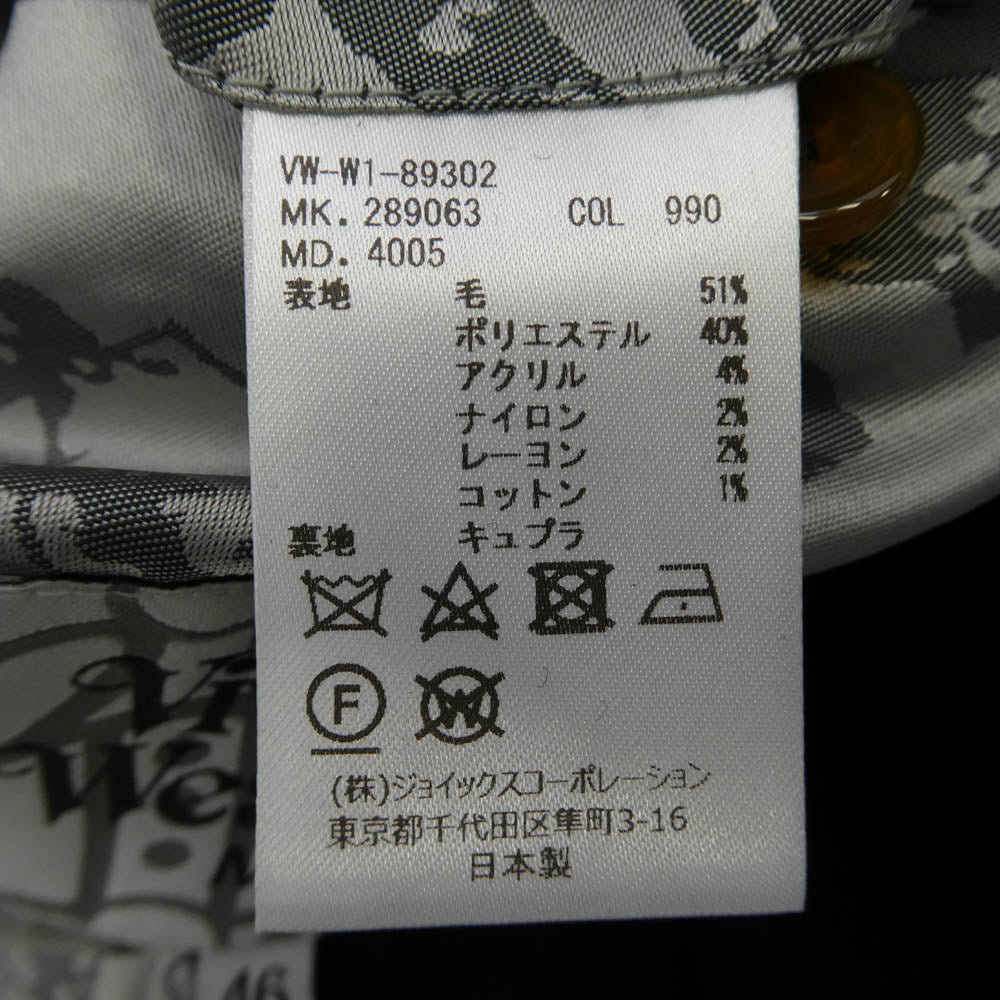 VW-W1-89302
MK. 289063 COL 990
MD. 4005
表地 毛 51%
ポリエステル 40%
アクリル 4%
ナイロン 2%
レーヨン 2%
コットン 1%
裏地 キュプラ
F
W
(株)ジョイックスコーポレーション
東京都千代田区隼町3-16
日本製
Vi
We
46